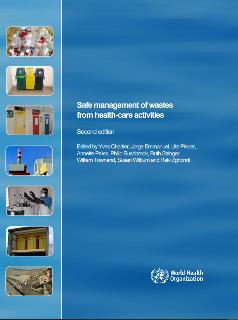 Safe management of wastes
from health-care activities
Second edition
Edited by Yves Chartier, Jorge Emmanuel, Ute Pieper,
Annette Prüss, Philip Rushbrook, Ruth Stringer,
William Townend, Susan Wilburn and Raki Zghondi
World Health
Organization